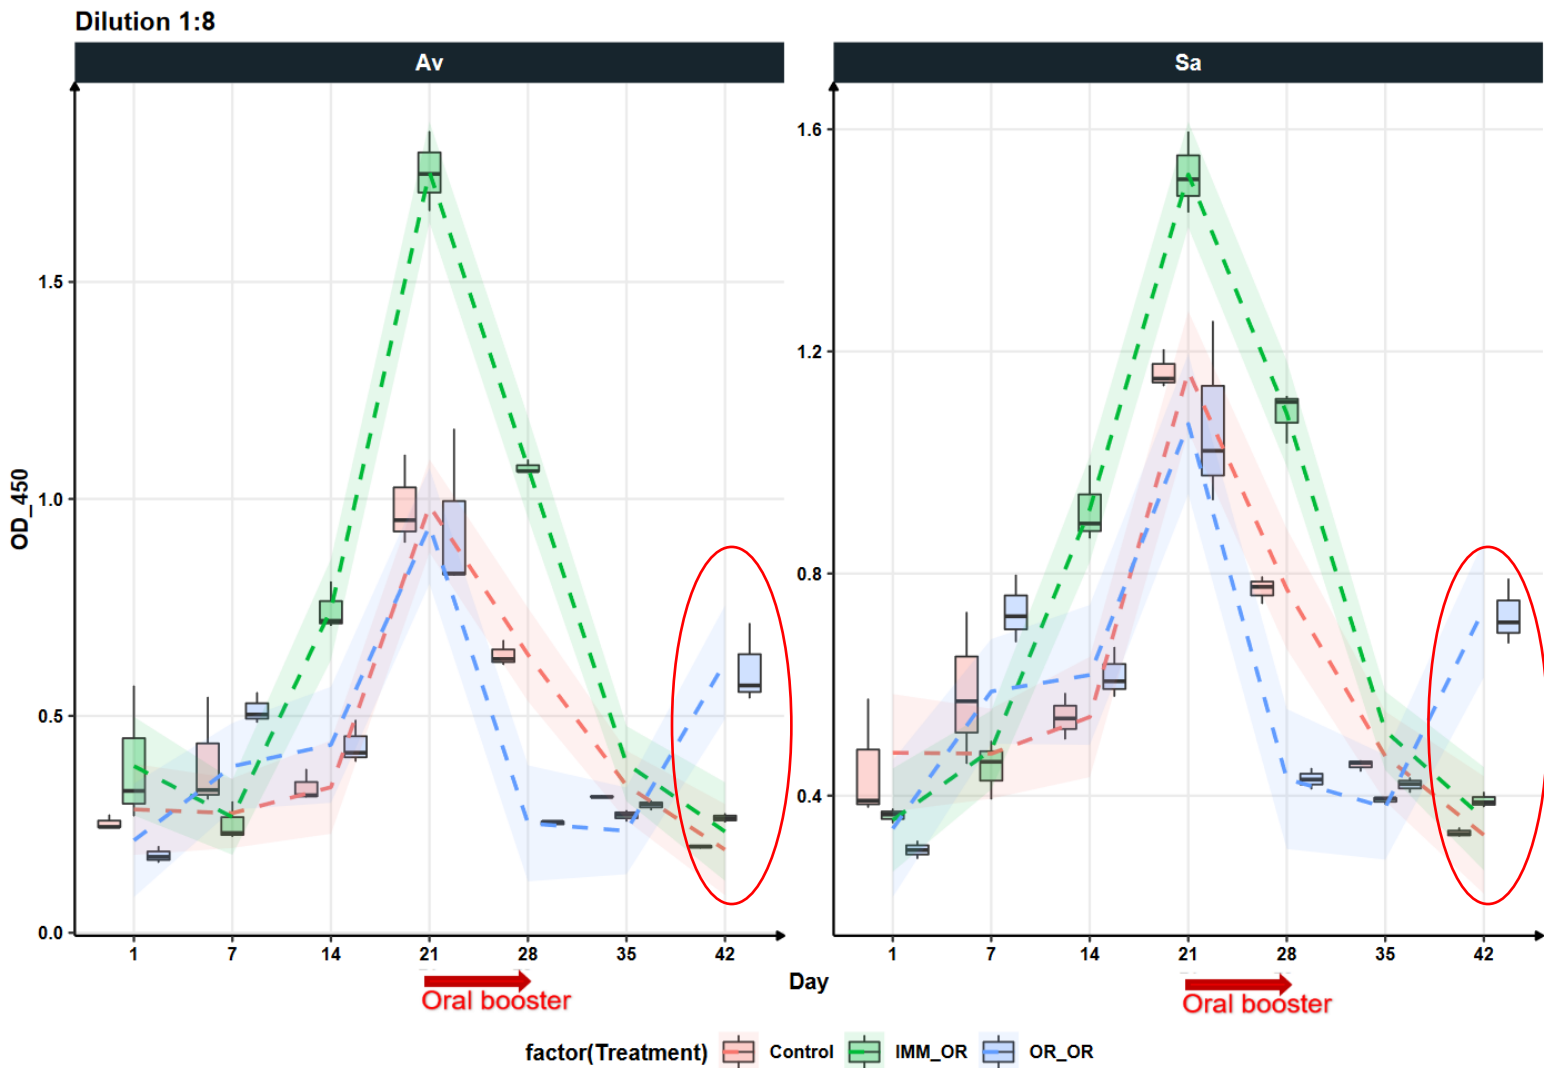 Dilution 1:8
Av
Sa
OD_450
1.5
1.0
0.5
0.0
1.6
1.2
0.8
0.4
1 7 14 21 28 35 42
1 7 14 21 28 35 42
Day
Oral booster
Oral booster
factor(Treatment) Control IMM_OR OR_OR